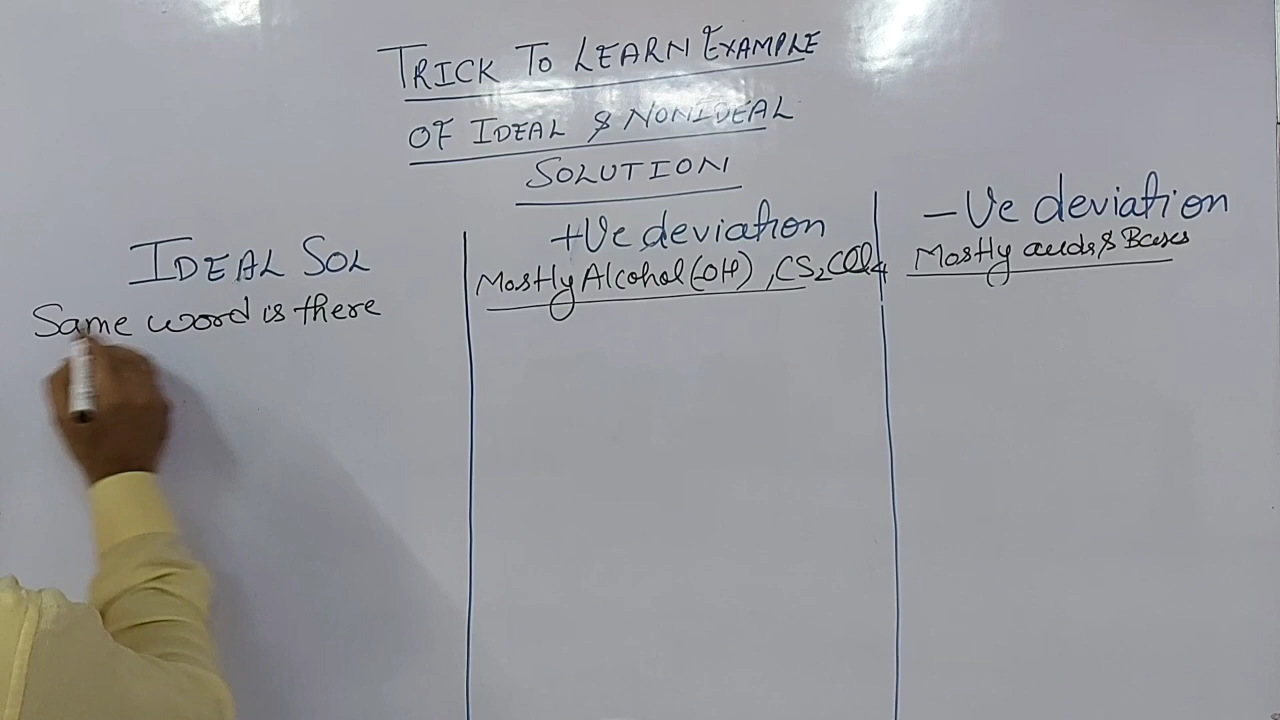 TRICK TO LEARN EXAMPLE
OF IDEAL & NONIDEAL
SOLUTION
IDEAL SOL
Same word is there
+Ve deviation
Mostly Alcohol (OH), CS2 CCl4
-Ve deviation
Mostly acids & Bases